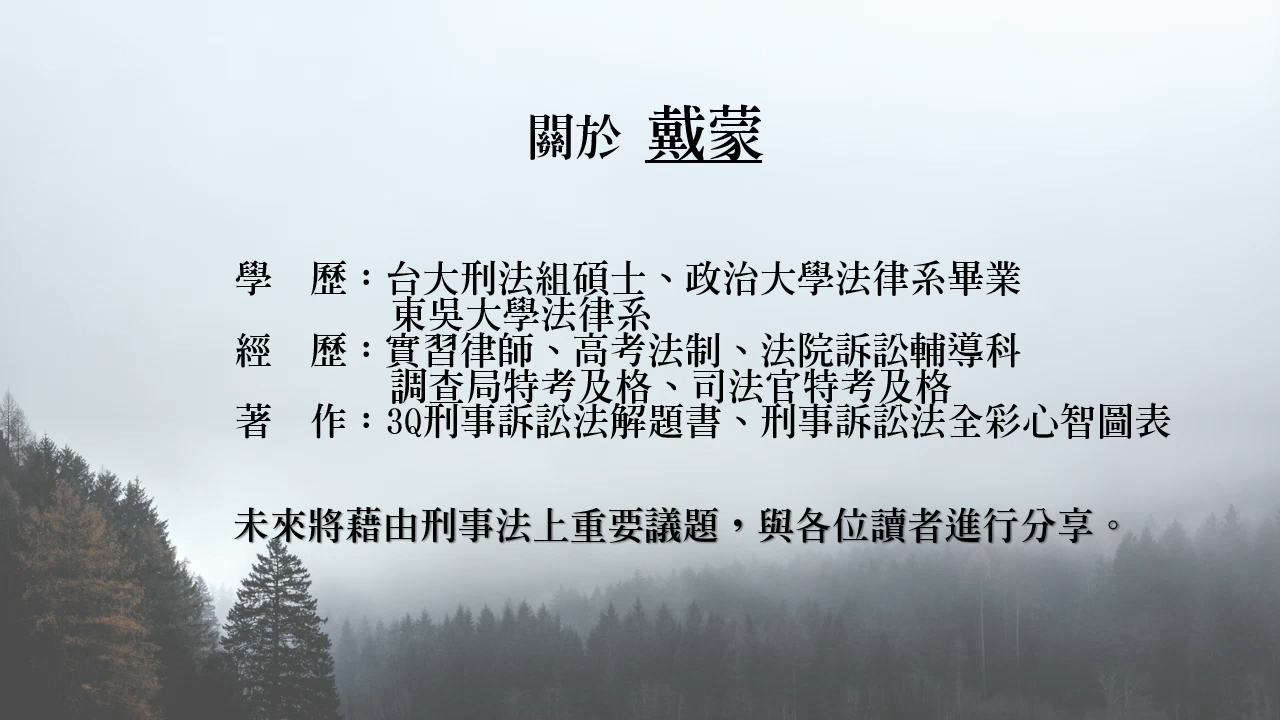 關於 戴蒙
學　歷：台大刑法組碩士、政治大學法律系畢業
東吳大學法律系
經　歷：實習律師、高考法制、法院訴訟輔導科
調查局特考及格、司法官特考及格
著　作：3Q刑事訴訟法解題書、刑事訴訟法全彩心智圖表
未來將藉由刑事法上重要議題，與各位讀者進行分享。